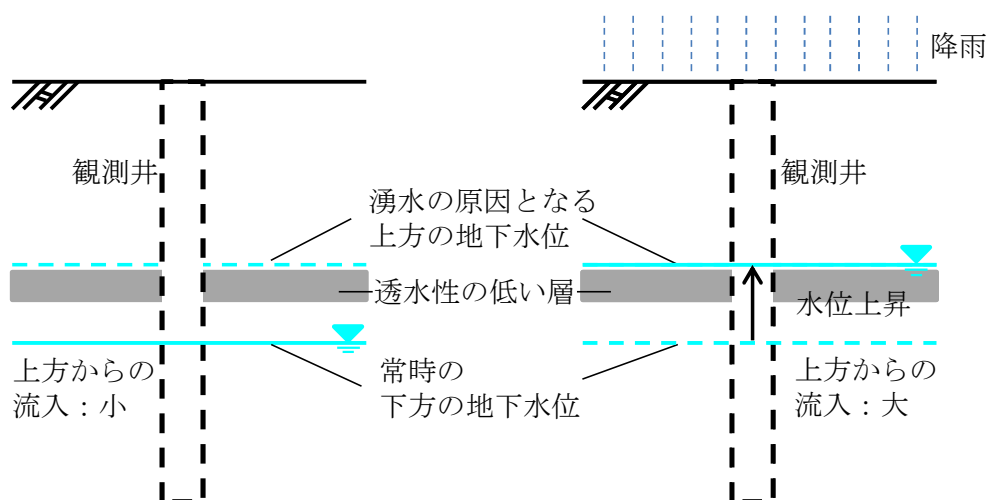 降雨
観測井
観測井
湧水の原因となる
上方の地下水位
透水性の低い層
水位上昇
上方からの
流入：小
常時の
下方の地下水位
上方からの
流入：大